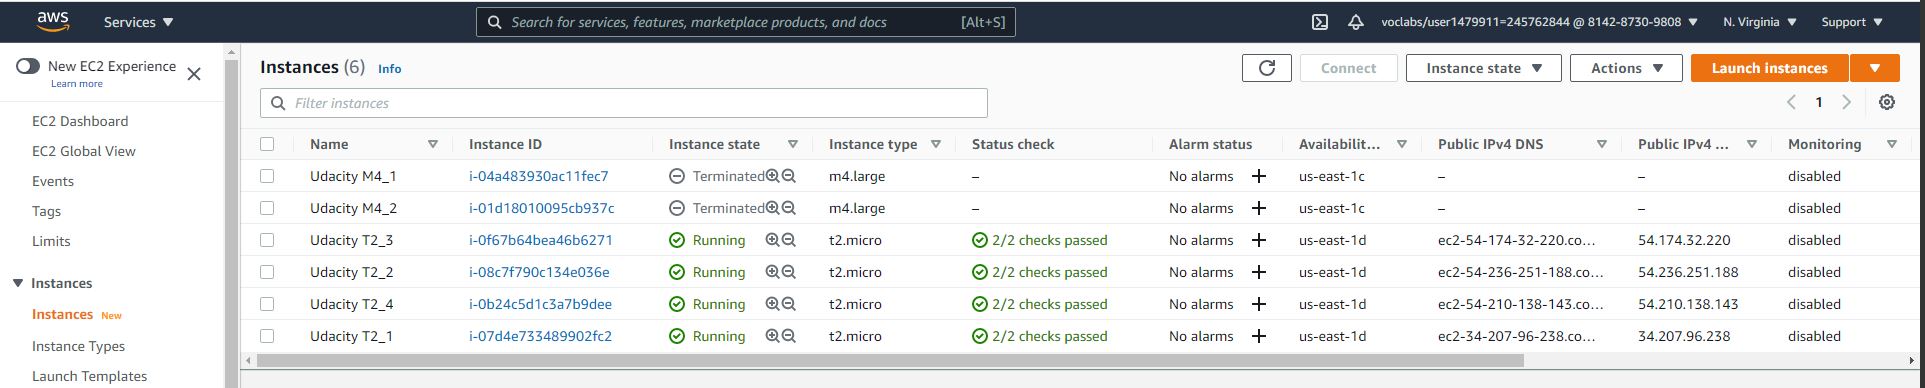 aws
Services
Search for services, features, marketplace products, and docs [Alt+S]
voclabs/user1479911=245762844 @ 8142-8730-9808
N. Virginia
Support
New EC2 Experience
Learn more
EC2 Dashboard
EC2 Global View
Events
Tags
Limits
Instances
Instances New
Instance Types
Launch Templates
Instances (6) Info
Connect
Instance state
Actions
Launch instances
Filter instances
1
Name Instance ID Instance state Instance type Status check Alarm status Availabilit... Public IPv4 DNS Public IPv4 ... Monitoring
Udacity M4_1 i-04a483930ac11fec7 Terminated m4.large – No alarms + us-east-1c – – disabled
Udacity M4_2 i-01d18010095cb937c Terminated m4.large – No alarms + us-east-1c – – disabled
Udacity T2_3 i-0f67b64bea46b6271 Running t2.micro 2/2 checks passed No alarms + us-east-1d ec2-54-174-32-220.co... 54.174.32.220 disabled
Udacity T2_2 i-08c7f790c134e036e Running t2.micro 2/2 checks passed No alarms + us-east-1d ec2-54-236-251-188.co... 54.236.251.188 disabled
Udacity T2_4 i-0b24c5d1c3a7b9dee Running t2.micro 2/2 checks passed No alarms + us-east-1d ec2-54-210-138-143.co... 54.210.138.143 disabled
Udacity T2_1 i-07d4e733489902fc2 Running t2.micro 2/2 checks passed No alarms + us-east-1d ec2-34-207-96-238.co... 34.207.96.238 disabled